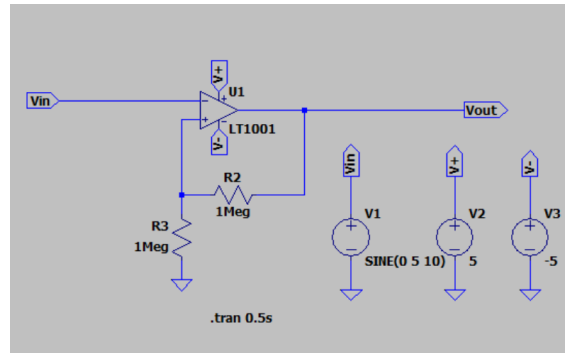 V+
U1
Vin
Vout
LT1001
V-
R2
1Meg
R3
1Meg
Vin
V+
V-
V1
V2
V3
SINE(0 5 10)
5
-5
.tran 0.5s